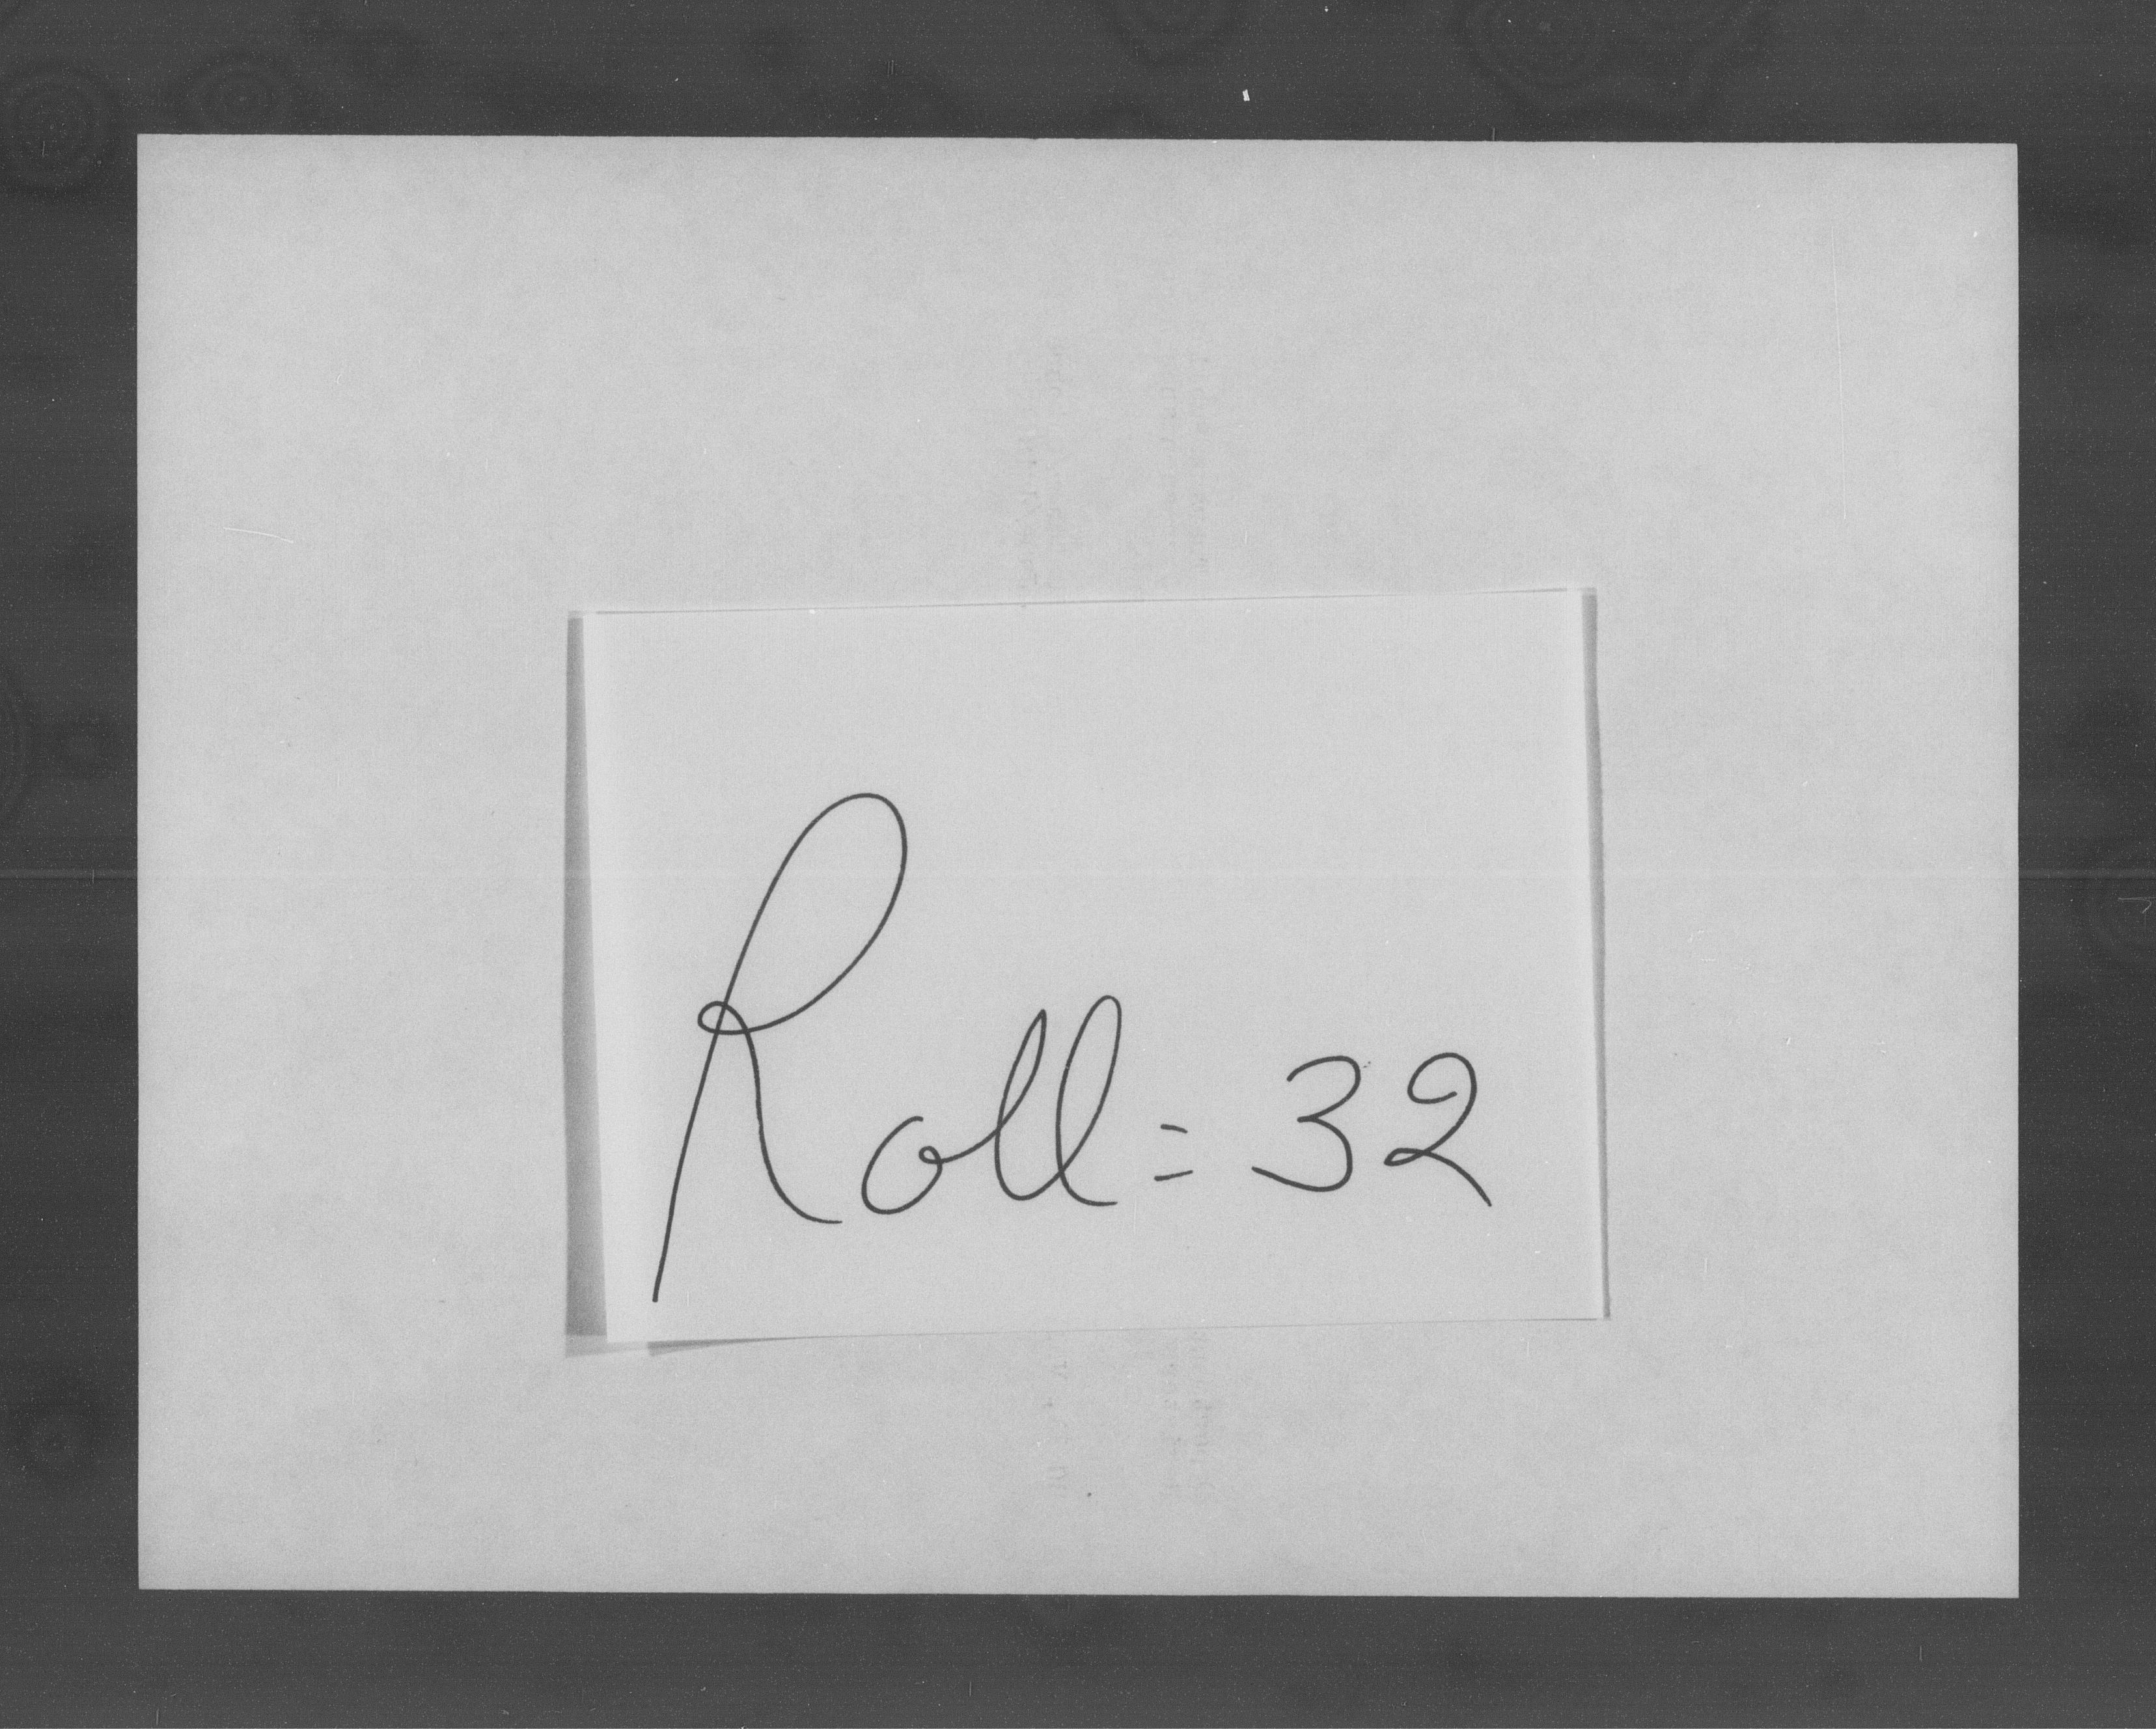 Roll = 32